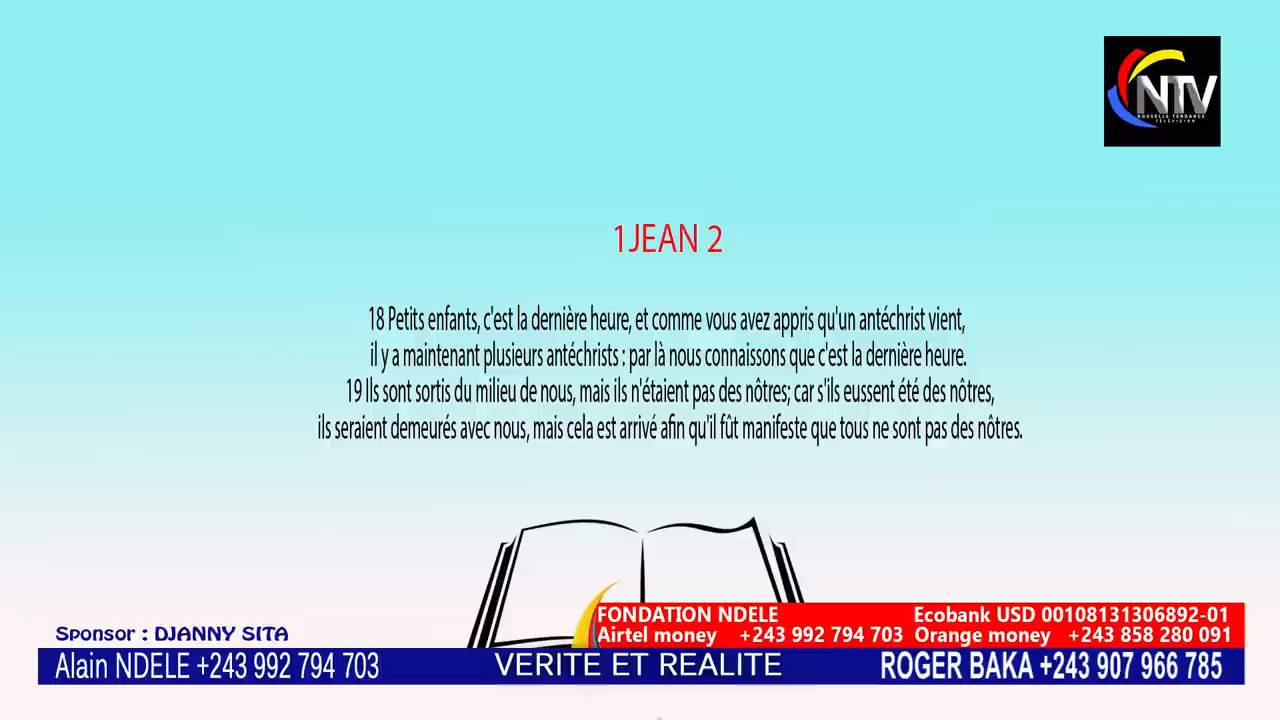 NTV
NOUVELLE TENDANCE
TÉLÉVISION
1JEAN 2
18 Petits enfants, c'est la dernière heure, et comme vous avez appris qu'un antéchrist vient,
il y a maintenant plusieurs antéchrists : par là nous connaissons que c'est la dernière heure.
19 Ils sont sortis du milieu de nous, mais ils n'étaient pas des nôtres; car s'ils eussent été des nôtres,
ils seraient demeurés avec nous, mais cela est arrivé afin qu'il fût manifeste que tous ne sont pas des nôtres.
FONDATION NDELE Ecobank USD 00108131306892-01
Airtel money +243 992 794 703 Orange money +243 858 280 091
Sponsor : DJANNY SITA
Alain NDELE +243 992 794 703 VERITE ET REALITE ROGER BAKA +243 907 966 785